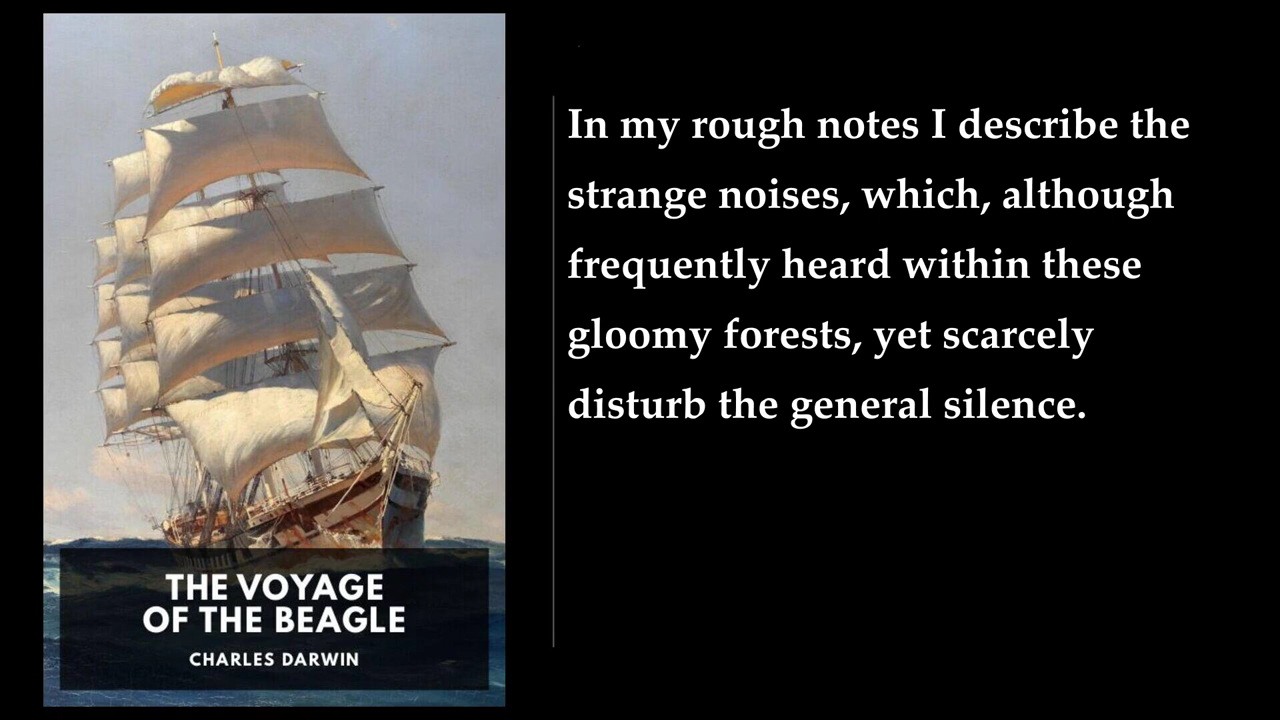 THE VOYAGE
OF THE BEAGLE
CHARLES DARWIN
In my rough notes I describe the
strange noises, which, although
frequently heard within these
gloomy forests, yet scarcely
disturb the general silence.